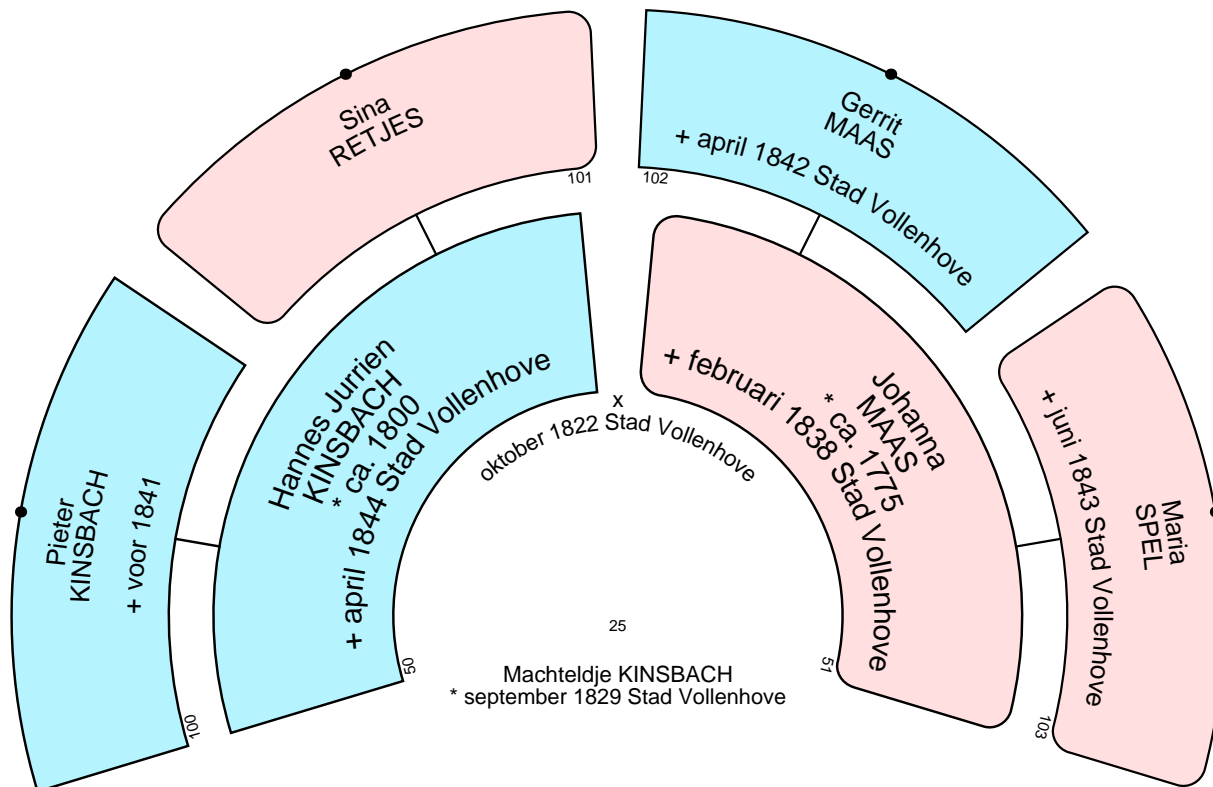 Sina
RETJES
101
Gerrit
MAAS
+ april 1842 Stad Vollenhove
102
Pieter
KINSBACH
+ voor 1841
100
Hannes Jurrien
KINSBACH
* ca. 1800
+ april 1844 Stad Vollenhove
50
x
oktober 1822 Stad Vollenhove
Johanna
MAAS
* ca. 1775
+ februari 1838 Stad Vollenhove
51
Maria
SPEL
+ juni 1843 Stad Vollenhove
103
25
Machteldje KINSBACH
* september 1829 Stad Vollenhove